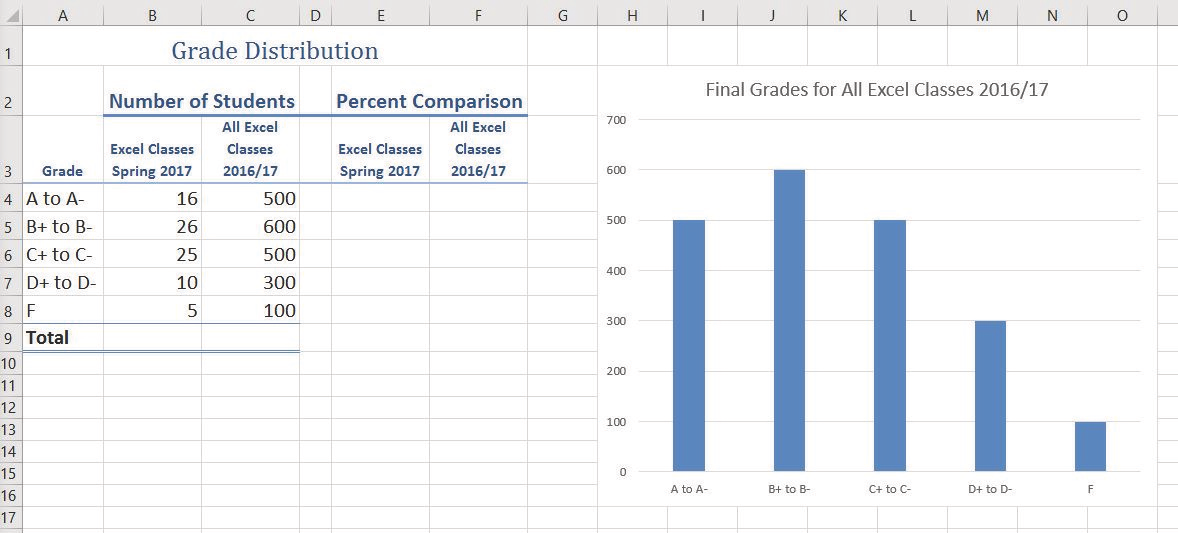 A B C D E F G H I J K L M N O
1 Grade Distribution
2 Number of Students Percent Comparison
3 Grade Excel Classes Spring 2017 All Excel Classes 2016/17 Excel Classes Spring 2017 All Excel Classes 2016/17
4 A to A- 16 500
5 B+ to B- 26 600
6 C+ to C- 25 500
7 D+ to D- 10 300
8 F 5 100
9 Total
10
11
12
13
14
15
16
17
Final Grades for All Excel Classes 2016/17
700
600
500
400
300
200
100
0
A to A- B+ to B- C+ to C- D+ to D- F